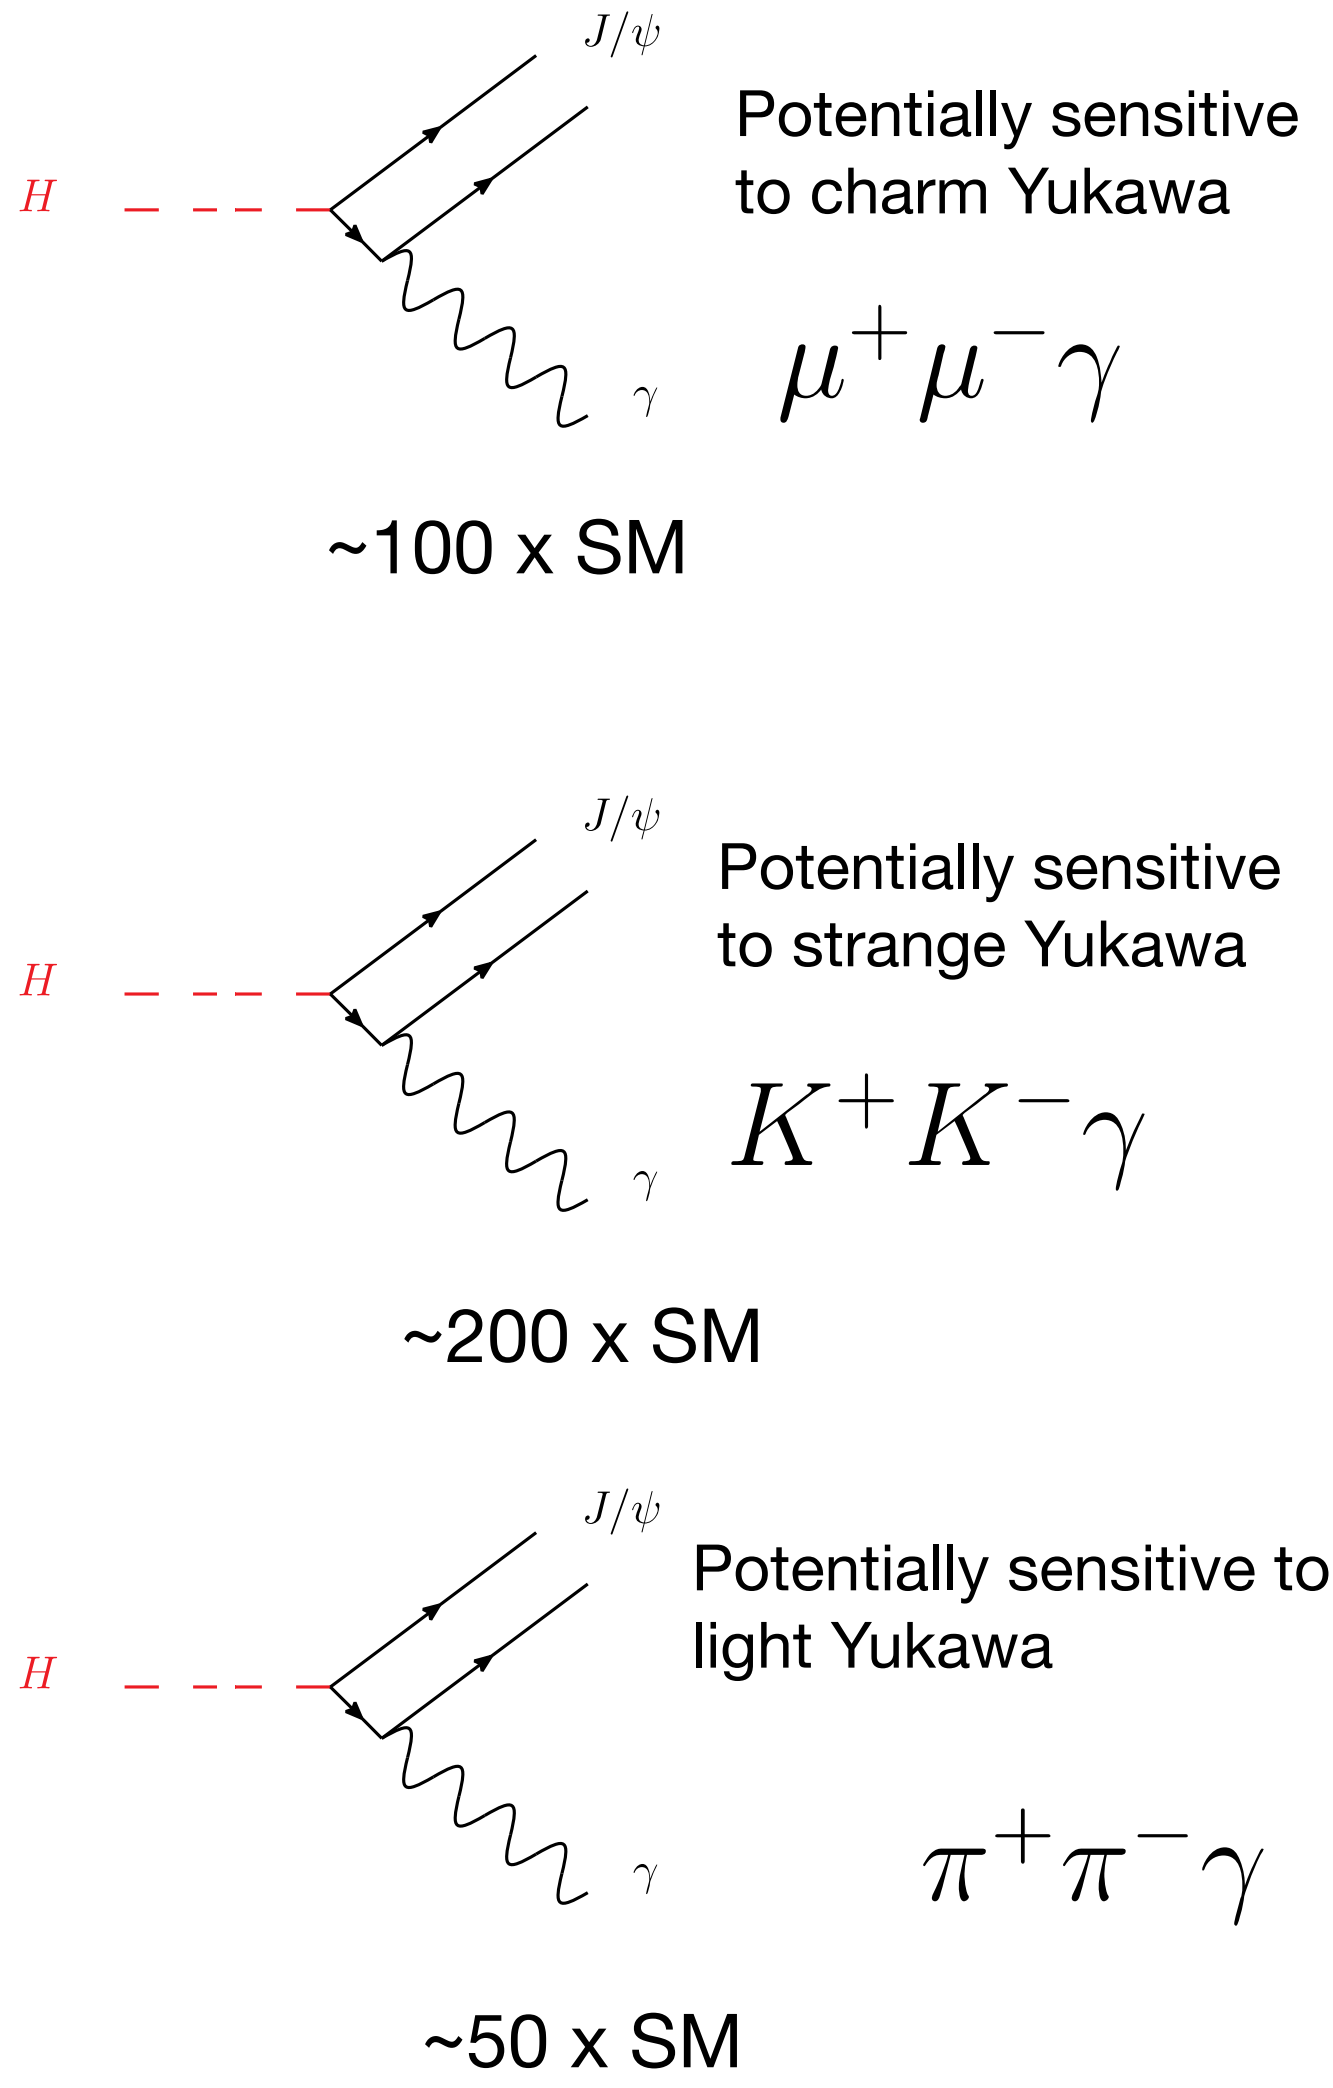 J/ψ
Potentially sensitive
to charm Yukawa
H
μ⁺μ⁻γ
γ
~100 x SM
J/ψ
Potentially sensitive
to strange Yukawa
H
K⁺K⁻γ
γ
~200 x SM
J/ψ
Potentially sensitive to
light Yukawa
H
π⁺π⁻γ
γ
~50 x SM